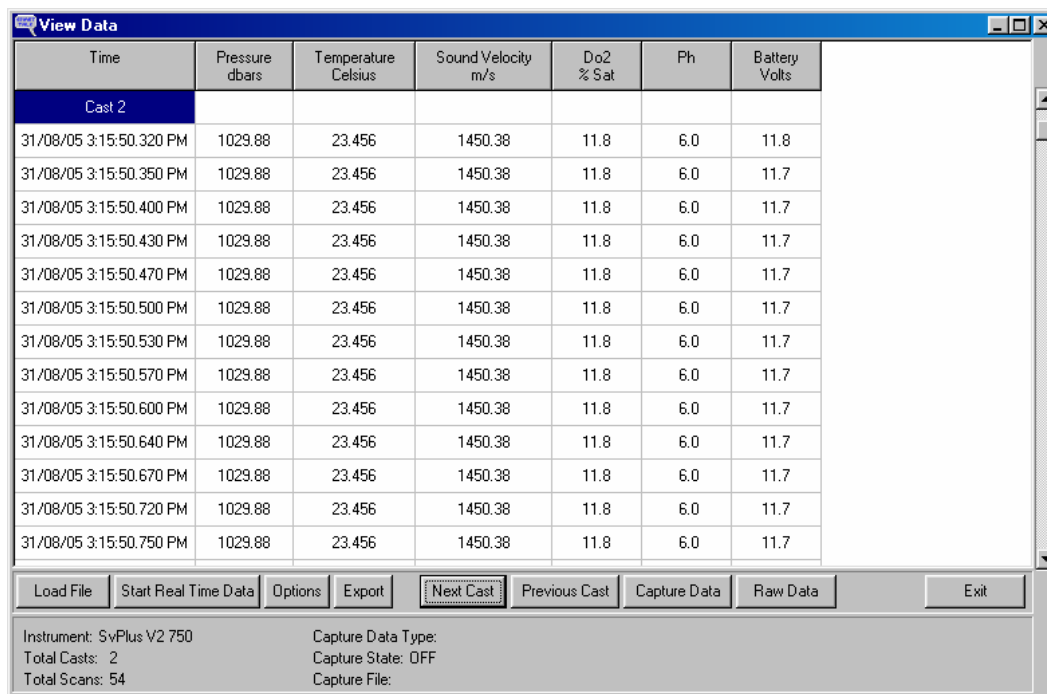 View Data
Time Pressure dbars Temperature Celsius Sound Velocity m/s Do2 % Sat Ph Battery Volts
Cast 2
31/08/05 3:15:50.320 PM 1029.88 23.456 1450.38 11.8 6.0 11.8
31/08/05 3:15:50.350 PM 1029.88 23.456 1450.38 11.8 6.0 11.7
31/08/05 3:15:50.400 PM 1029.88 23.456 1450.38 11.8 6.0 11.7
31/08/05 3:15:50.430 PM 1029.88 23.456 1450.38 11.8 6.0 11.7
31/08/05 3:15:50.470 PM 1029.88 23.456 1450.38 11.8 6.0 11.7
31/08/05 3:15:50.500 PM 1029.88 23.456 1450.38 11.8 6.0 11.7
31/08/05 3:15:50.530 PM 1029.88 23.456 1450.38 11.8 6.0 11.7
31/08/05 3:15:50.570 PM 1029.88 23.456 1450.38 11.8 6.0 11.7
31/08/05 3:15:50.600 PM 1029.88 23.456 1450.38 11.8 6.0 11.7
31/08/05 3:15:50.640 PM 1029.88 23.456 1450.38 11.8 6.0 11.7
31/08/05 3:15:50.670 PM 1029.88 23.456 1450.38 11.8 6.0 11.7
31/08/05 3:15:50.720 PM 1029.88 23.456 1450.38 11.8 6.0 11.7
31/08/05 3:15:50.750 PM 1029.88 23.456 1450.38 11.8 6.0 11.7
Load File Start Real Time Data Options Export Next Cast Previous Cast Capture Data Raw Data Exit
Instrument: SvPlus V2 750 Capture Data Type:
Total Casts: 2 Capture State: OFF
Total Scans: 54 Capture File: